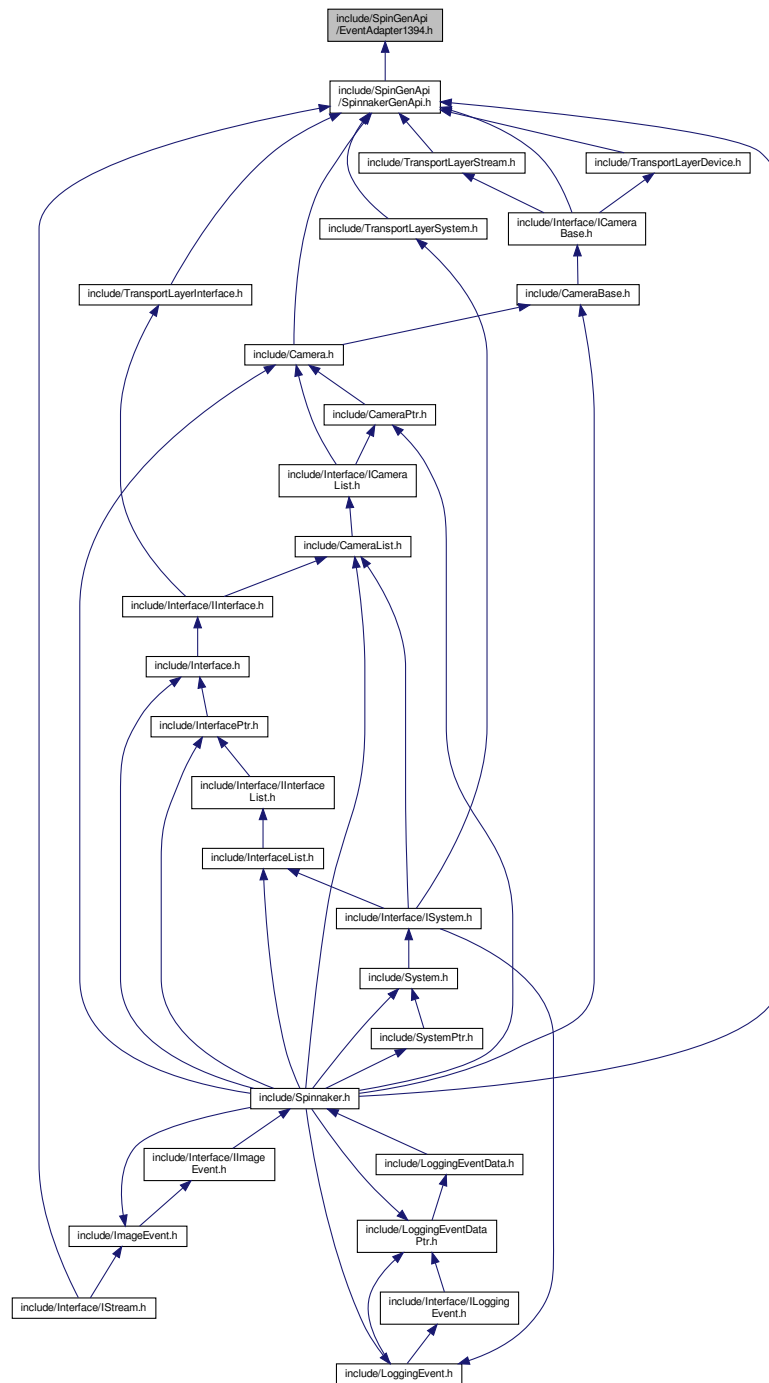 include/SpinGenApi
/EventAdapter1394.h
include/SpinGenApi
/SpinnakerGenApi.h
include/TransportLayerStream.h
include/TransportLayerDevice.h
include/TransportLayerSystem.h
include/Interface/ICamera
Base.h
include/TransportLayerInterface.h
include/CameraBase.h
include/Camera.h
include/CameraPtr.h
include/Interface/ICamera
List.h
include/CameraList.h
include/Interface/IInterface.h
include/Interface.h
include/InterfacePtr.h
include/Interface/IInterface
List.h
include/InterfaceList.h
include/Interface/ISystem.h
include/System.h
include/SystemPtr.h
include/Spinnaker.h
include/Interface/IImage
Event.h
include/LoggingEventData.h
include/ImageEvent.h
include/LoggingEventData
Ptr.h
include/Interface/IStream.h
include/Interface/ILogging
Event.h
include/LoggingEvent.h